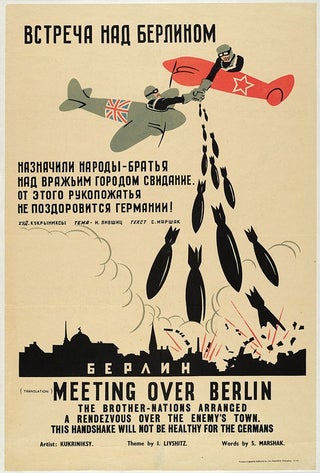 ВСТРЕЧА НАД БЕРЛИНОМ
НАЗНАЧИЛИ НАРОДЫ-БРАТЬЯ
НАД ВРАЖЬИМ ГОРОДОМ СВИДАНИЕ.
ОТ ЭТОГО РУКОПОЖАТЬЯ
НЕ ПОЗДОРОВИТСЯ ГЕРМАНИИ!
ХУД. КУКРЫНИКСЫ ТЕМА - И. ЛИВШИЦ ТЕКСТ С. МАРШАК
БЕРЛИН
(TRANSLATION) MEETING OVER BERLIN
THE BROTHER-NATIONS ARRANGED
A RENDEZVOUS OVER THE ENEMY'S TOWN.
THIS HANDSHAKE WILL NOT BE HEALTHY FOR THE GERMANS
Artist: KUKRINIKSY. Theme by J. LIVSHITZ. Words by S. MARSHAK.